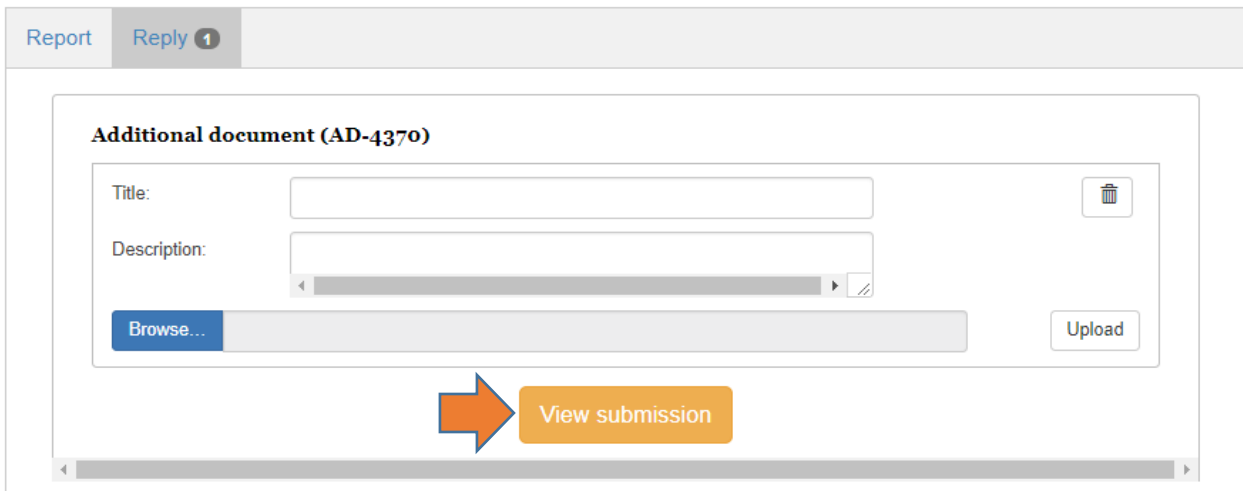 Report Reply 1
Additional document (AD-4370)
Title:
Description:
Browse... Upload
View submission